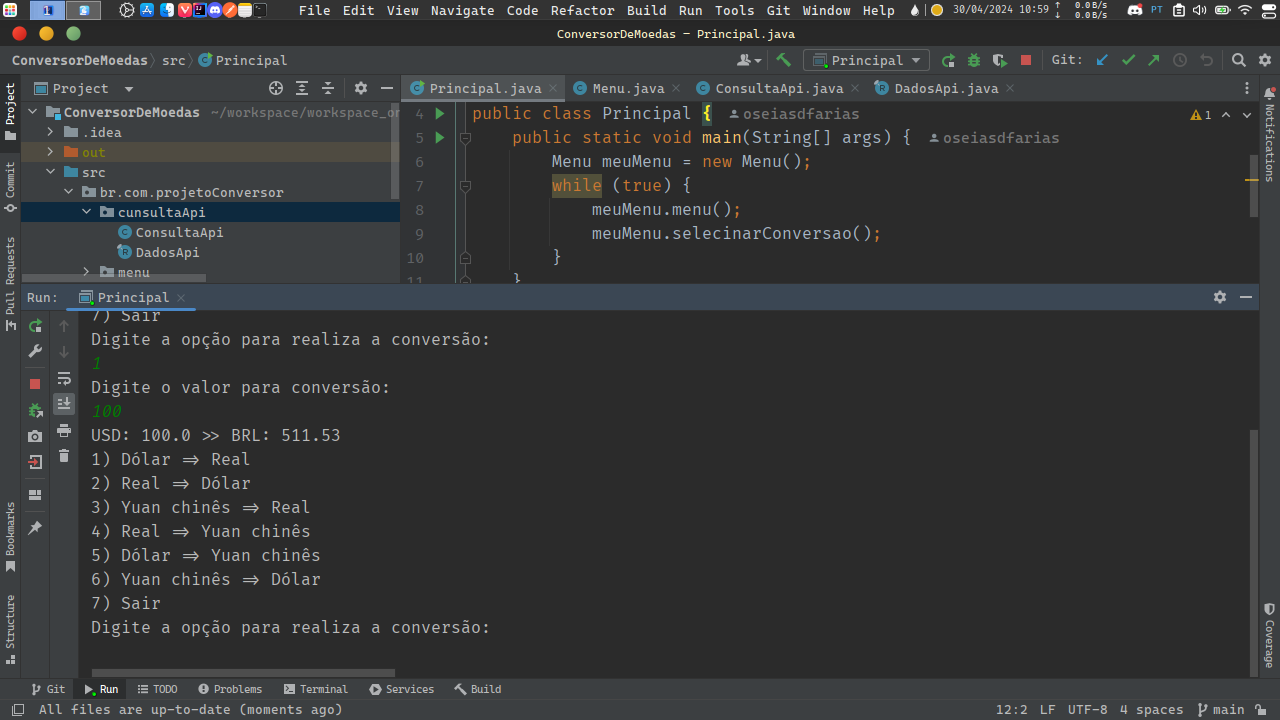 1
2
File Edit View Navigate Code Refactor Build Run Tools Git Window Help
30/04/2024 10:59 ↑ 0.0 B/s
↓ 0.0 B/s
PT
ConversorDeMoedas – Principal.java
ConversorDeMoedas
src
Principal
Principal
Git:
Project
Project
ConversorDeMoedas ~/workspace/workspace_or
.idea
out
src
br.com.projetoConversor
cunsultaApi
ConsultaApi
DadosApi
menu
Commit
Pull Requests
Bookmarks
Structure
Principal.java
Menu.java
ConsultaApi.java
DadosApi.java
4 public class Principal { oseiasdfarias
5 public static void main(String[] args) { oseiasdfarias
6 Menu meuMenu = new Menu();
7 while (true) {
8 meuMenu.menu();
9 meuMenu.selecinarConversao();
10 }
11 }
1
Notifications
Coverage
Run: Principal
7) Sair
Digite a opção para realiza a conversão:
1
Digite o valor para conversão:
100
USD: 100.0 >> BRL: 511.53
1) Dólar => Real
2) Real => Dólar
3) Yuan chinês => Real
4) Real => Yuan chinês
5) Dólar => Yuan chinês
6) Yuan chinês => Dólar
7) Sair
Digite a opção para realiza a conversão:
Git Run TODO Problems Terminal Services Build
All files are up-to-date (moments ago)
12:2 LF UTF-8 4 spaces main